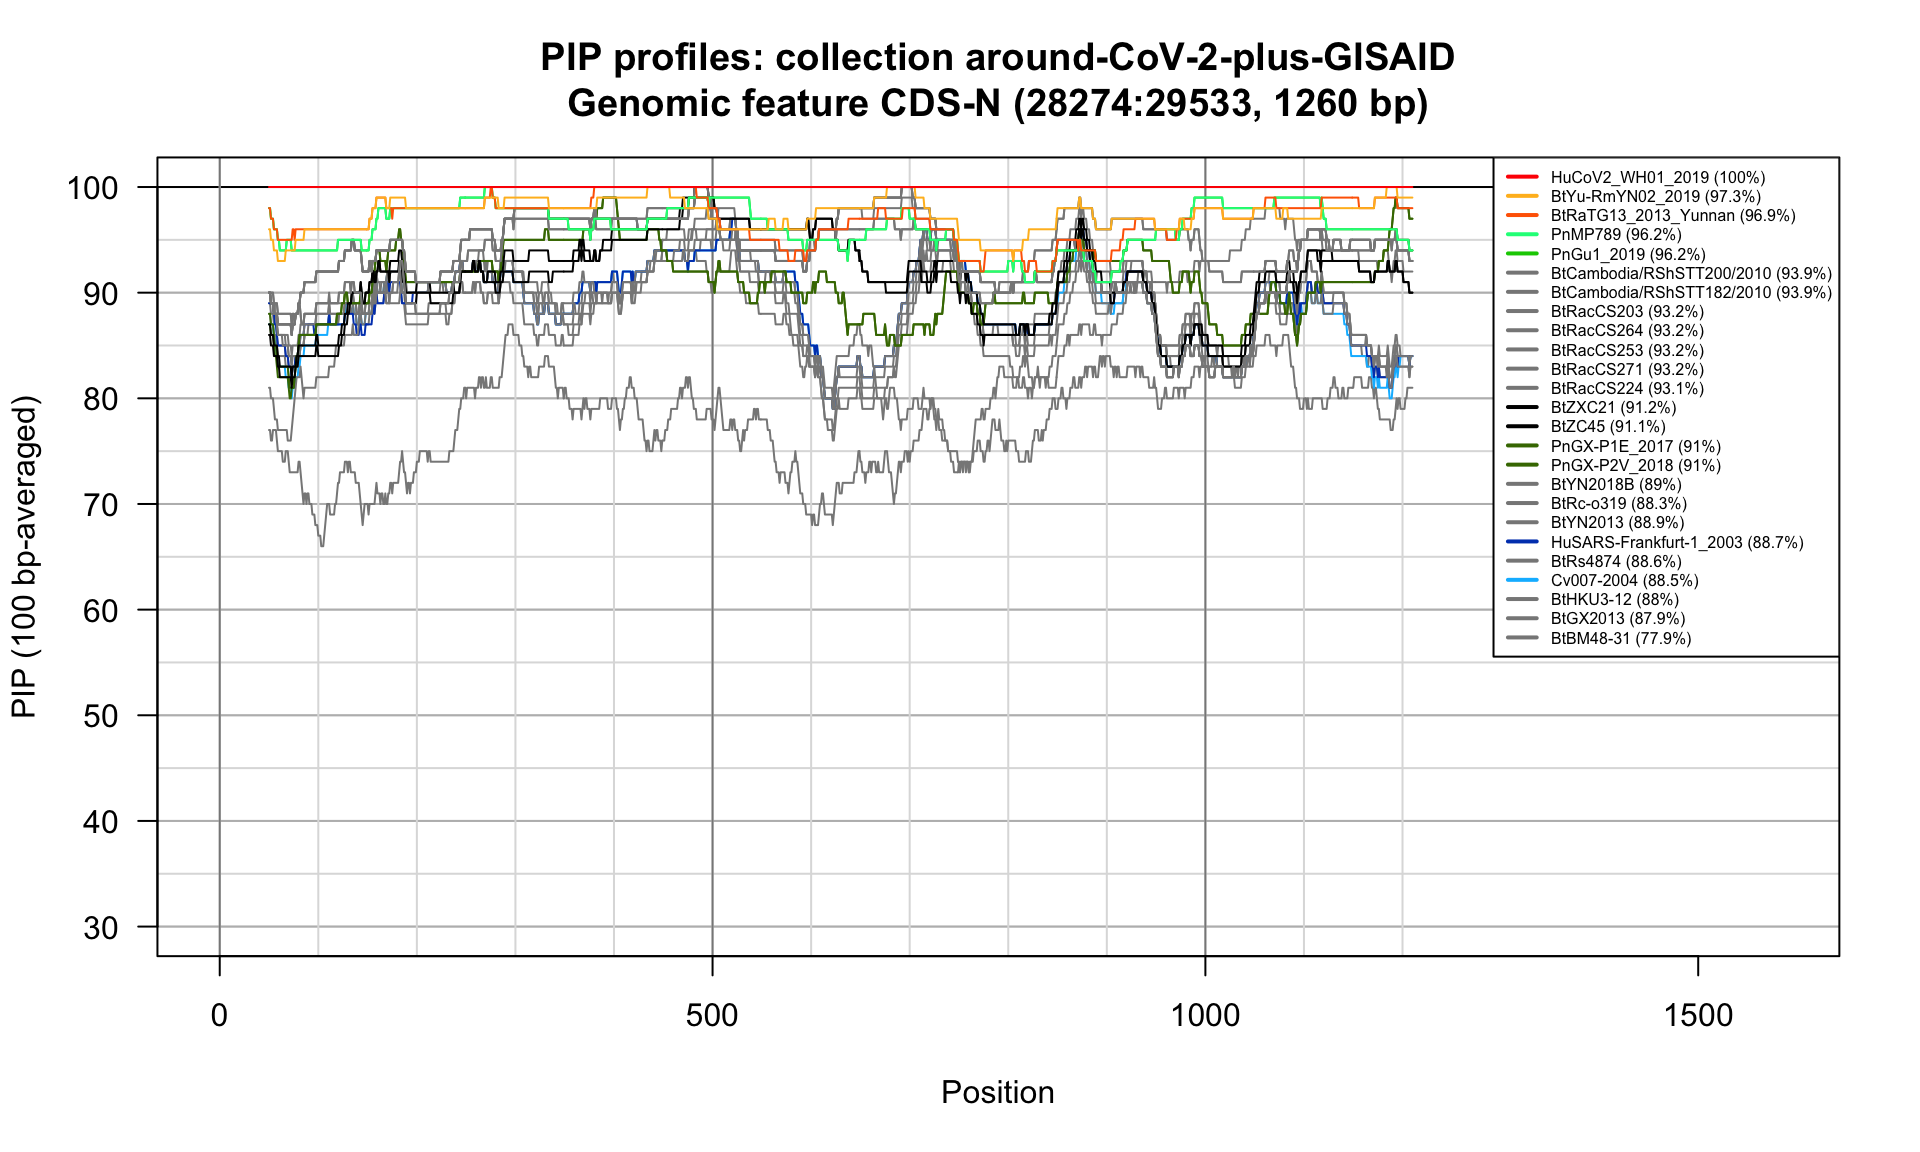 PIP profiles: collection around-CoV-2-plus-GISAID
Genomic feature CDS-N (28274:29533, 1260 bp)
PIP (100 bp-averaged)
100
90
80
70
60
50
40
30
0
500
1000
1500
Position
HuCoV2_WH01_2019 (100%)
BtYu-RmYN02_2019 (97.3%)
BtRaTG13_2013_Yunnan (96.9%)
PnMP789 (96.2%)
PnGu1_2019 (96.2%)
BtCambodia/RShSTT200/2010 (93.9%)
BtCambodia/RShSTT182/2010 (93.9%)
BtRacCS203 (93.2%)
BtRacCS264 (93.2%)
BtRacCS253 (93.2%)
BtRacCS271 (93.2%)
BtRacCS224 (93.1%)
BtZXC21 (91.2%)
BtZC45 (91.1%)
PnGX-P1E_2017 (91%)
PnGX-P2V_2018 (91%)
BtYN2018B (89%)
BtRc-o319 (88.3%)
BtYN2013 (88.9%)
HuSARS-Frankfurt-1_2003 (88.7%)
BtRs4874 (88.6%)
Cv007-2004 (88.5%)
BtHKU3-12 (88%)
BtGX2013 (87.9%)
BtBM48-31 (77.9%)